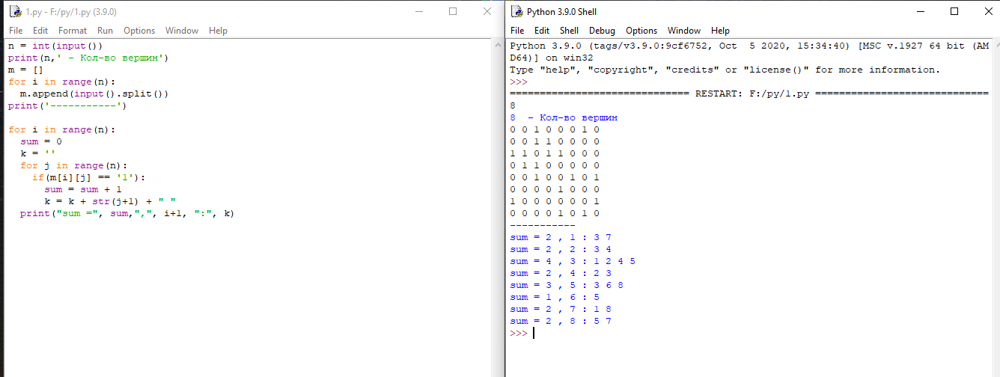 1.py - F:/py/1.py (3.9.0)
File Edit Format Run Options Window Help
n = int(input())
print(n,' - Кол-во вершин')
m = []
for i in range(n):
  m.append(input().split())
print('-----------')
for i in range(n):
  sum = 0
  k = ''
  for j in range(n):
    if(m[i][j] == '1'):
      sum = sum + 1
      k = k + str(j+1) + " "
  print("sum =", sum,",", i+1, ":", k)
Python 3.9.0 Shell
File Edit Shell Debug Options Window Help
Python 3.9.0 (tags/v3.9.0:9cf6752, Oct  5 2020, 15:34:40) [MSC v.1927 64 bit (AM
D64)] on win32
Type "help", "copyright", "credits" or "license()" for more information.
>>>
============================== RESTART: F:/py/1.py =============================
8
8  - Кол-во вершин
0 0 1 0 0 0 1 0
0 0 1 1 0 0 0 0
1 1 0 1 1 0 0 0
0 1 1 0 0 0 0 0
0 0 1 0 0 1 0 1
0 0 0 0 1 0 0 0
1 0 0 0 0 0 0 1
0 0 0 0 1 0 1 0
-----------
sum = 2 , 1 : 3 7
sum = 2 , 2 : 3 4
sum = 4 , 3 : 1 2 4 5
sum = 2 , 4 : 2 3
sum = 3 , 5 : 3 6 8
sum = 1 , 6 : 5
sum = 2 , 7 : 1 8
sum = 2 , 8 : 5 7
>>>